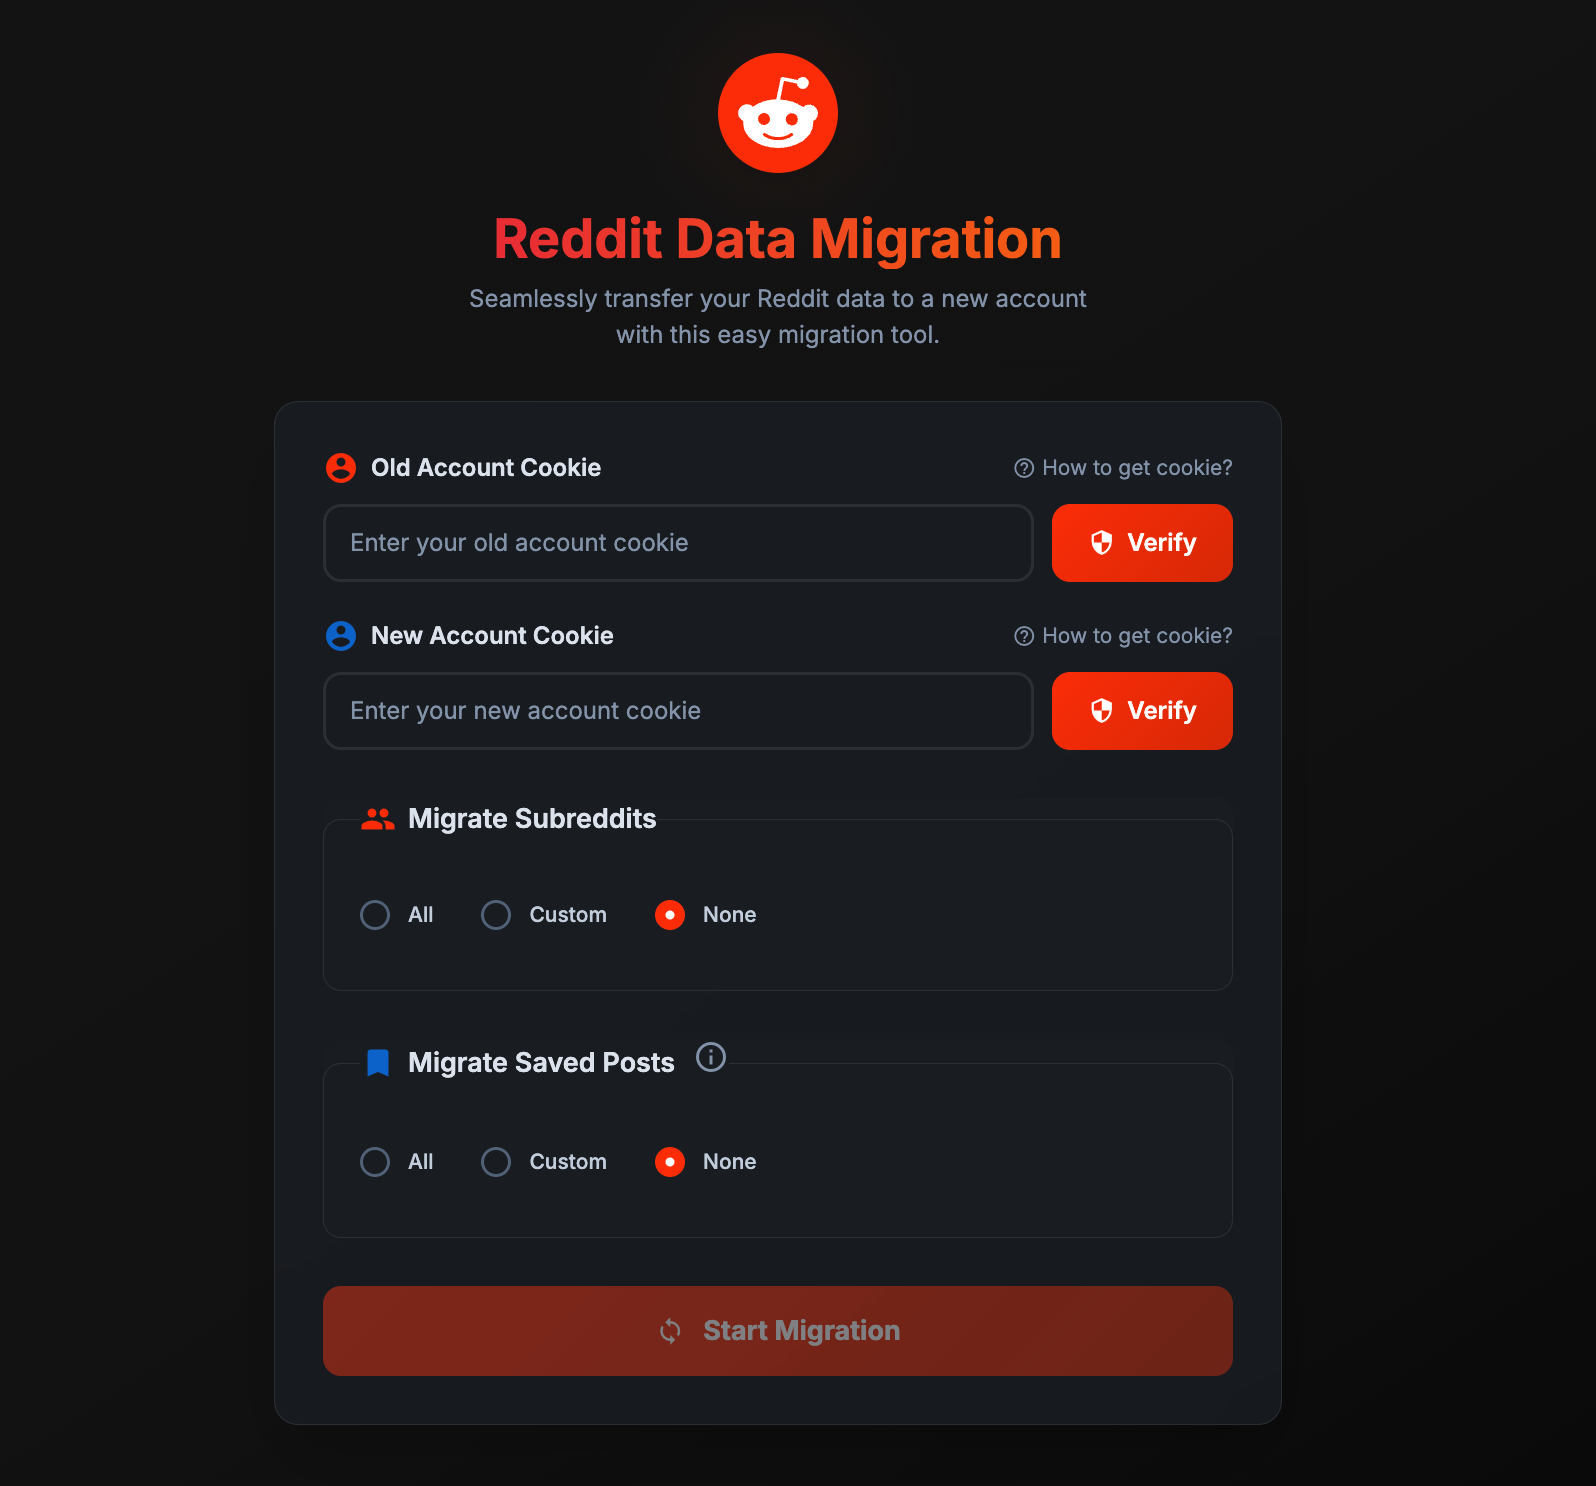 Reddit Data Migration
Seamlessly transfer your Reddit data to a new account
with this easy migration tool.
Old Account Cookie
How to get cookie?
Enter your old account cookie
Verify
New Account Cookie
How to get cookie?
Enter your new account cookie
Verify
Migrate Subreddits
All
Custom
None
Migrate Saved Posts
All
Custom
None
Start Migration